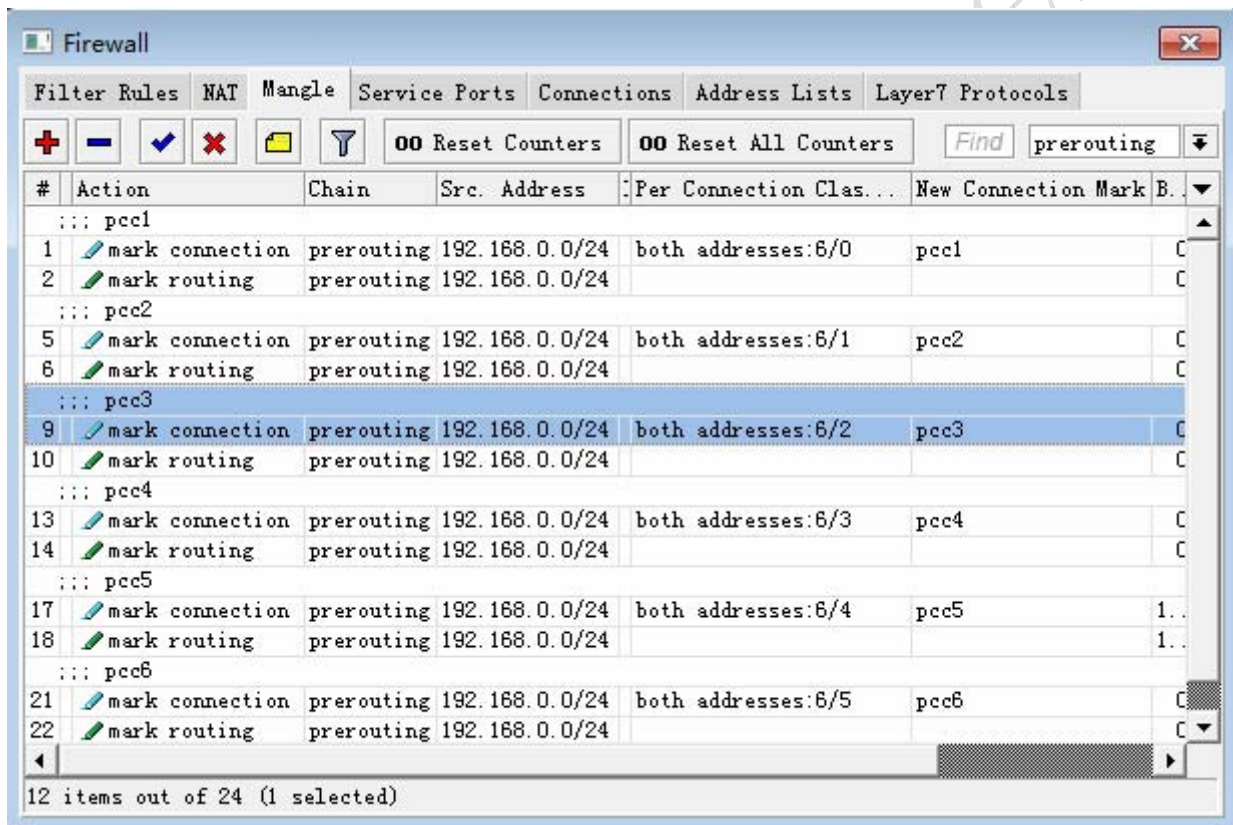 Firewall
Filter Rules NAT Mangle Service Ports Connections Address Lists Layer7 Protocols
00 Reset Counters 00 Reset All Counters Find prerouting
# Action Chain Src. Address Per Connection Clas... New Connection Mark B..
;;; pcc1
1 mark connection prerouting 192.168.0.0/24 both addresses:6/0 pcc1
2 mark routing prerouting 192.168.0.0/24
;;; pcc2
5 mark connection prerouting 192.168.0.0/24 both addresses:6/1 pcc2
6 mark routing prerouting 192.168.0.0/24
;;; pcc3
9 mark connection prerouting 192.168.0.0/24 both addresses:6/2 pcc3
10 mark routing prerouting 192.168.0.0/24
;;; pcc4
13 mark connection prerouting 192.168.0.0/24 both addresses:6/3 pcc4
14 mark routing prerouting 192.168.0.0/24
;;; pcc5
17 mark connection prerouting 192.168.0.0/24 both addresses:6/4 pcc5 1..
18 mark routing prerouting 192.168.0.0/24 1..
;;; pcc6
21 mark connection prerouting 192.168.0.0/24 both addresses:6/5 pcc6
22 mark routing prerouting 192.168.0.0/24
12 items out of 24 (1 selected)